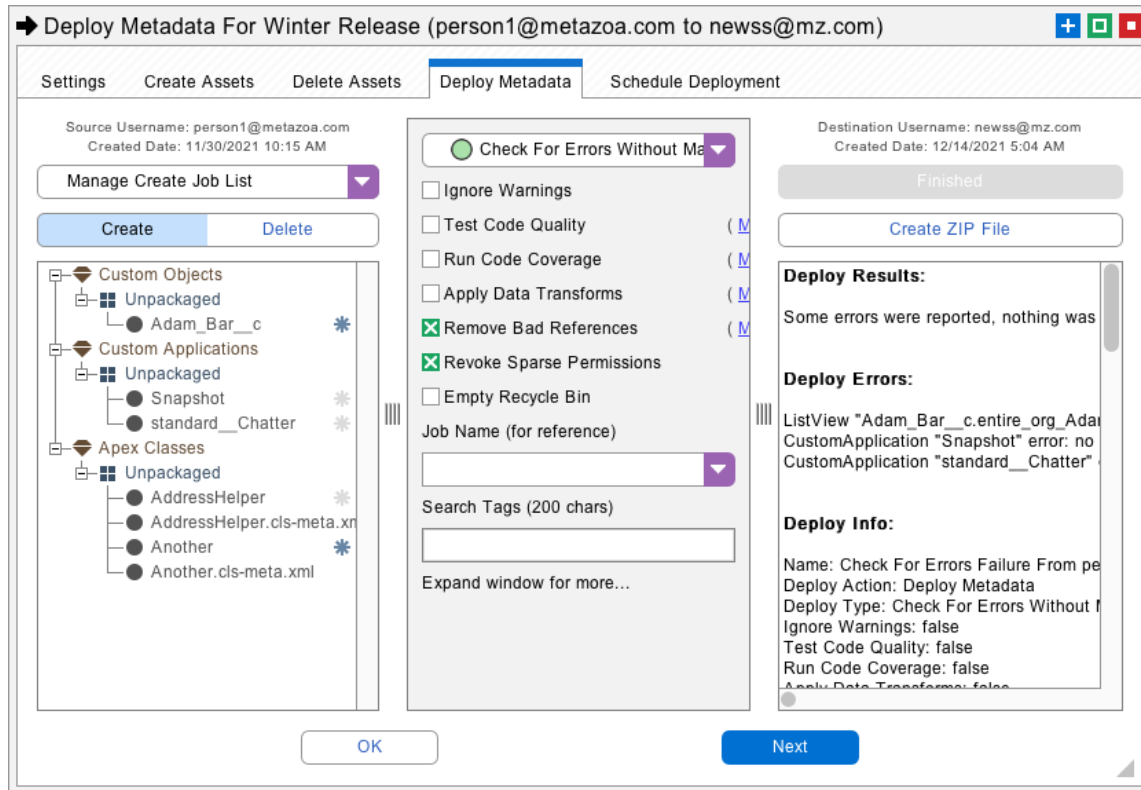 Deploy Metadata For Winter Release (person1@metazoa.com to newss@mz.com)
Settings
Create Assets
Delete Assets
Deploy Metadata
Schedule Deployment
Source Username: person1@metazoa.com
Created Date: 11/30/2021 10:15 AM
Manage Create Job List
Create
Delete
Custom Objects
Unpackaged
Adam_Bar__c
Custom Applications
Unpackaged
Snapshot
standard__Chatter
Apex Classes
Unpackaged
AddressHelper
AddressHelper.cls-meta.xm
Another
Another.cls-meta.xml
Check For Errors Without Ma
Ignore Warnings
Test Code Quality ( M
Run Code Coverage ( M
Apply Data Transforms ( M
Remove Bad References ( M
Revoke Sparse Permissions
Empty Recycle Bin
Job Name (for reference)
Search Tags (200 chars)
Expand window for more...
Destination Username: newss@mz.com
Created Date: 12/14/2021 5:04 AM
Finished
Create ZIP File
Deploy Results:
Some errors were reported, nothing was
Deploy Errors:
ListView "Adam_Bar__c.entire_org_Adar
CustomApplication "Snapshot" error: no
CustomApplication "standard__Chatter"
Deploy Info:
Name: Check For Errors Failure From pe
Deploy Action: Deploy Metadata
Deploy Type: Check For Errors Without
Ignore Warnings: false
Test Code Quality: false
Run Code Coverage: false
Apply Data Transforms: false
OK
Next